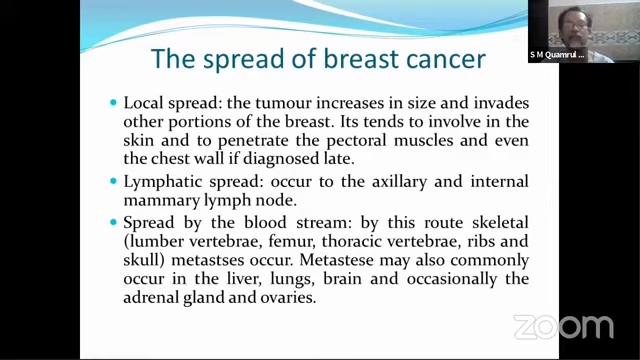 The spread of breast cancer
S M Quamrul ...
• Local spread: the tumour increases in size and invades
other portions of the breast. Its tends to involve in the
skin and to penetrate the pectoral muscles and even
the chest wall if diagnosed late.
• Lymphatic spread: occur to the axillary and internal
mammary lymph node.
• Spread by the blood stream: by this route skeletal
(lumber vertebrae, femur, thoracic vertebrae, ribs and
skull) metastses occur. Metastese may also commonly
occur in the liver, lungs, brain and occasionally the
adrenal gland and ovaries.
zoom